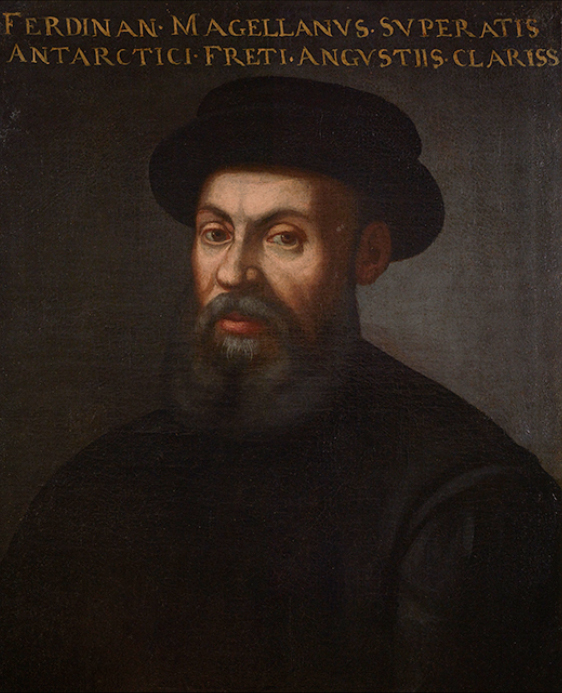 FERDINAN· MAGELLANVS· SVPERATIS
ANTARCTICI· FRETI· ANGVSTIIS· CLARISS